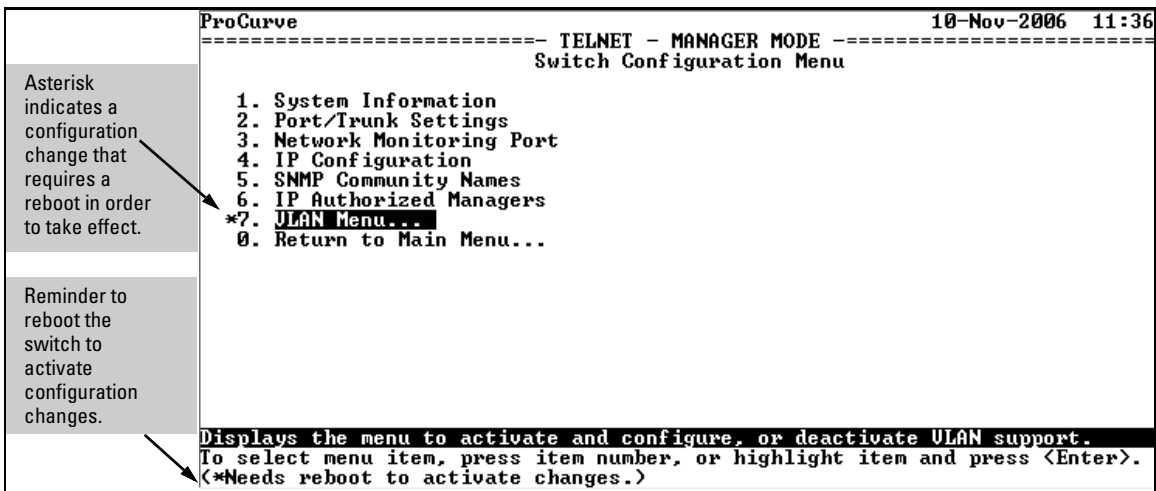 ProCurve 10-Nov-2006 11:36
==========================- TELNET - MANAGER MODE -==========================
Switch Configuration Menu
Asterisk
indicates a
configuration
change that
requires a
reboot in order
to take effect.
1. System Information
2. Port/Trunk Settings
3. Network Monitoring Port
4. IP Configuration
5. SNMP Community Names
6. IP Authorized Managers
*7. VLAN Menu...
0. Return to Main Menu...
Reminder to
reboot the
switch to
activate
configuration
changes.
Displays the menu to activate and configure, or deactivate VLAN support.
To select menu item, press item number, or highlight item and press <Enter>.
(*Needs reboot to activate changes.)